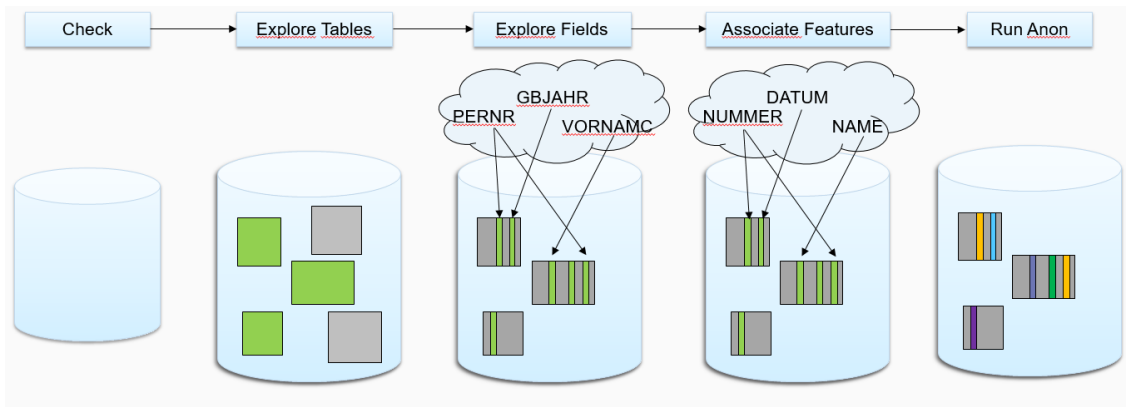 Check
Explore Tables
Explore Fields
Associate Features
Run Anon
GBJAHR
PERNR
VORNAMC
DATUM
NUMMER
NAME